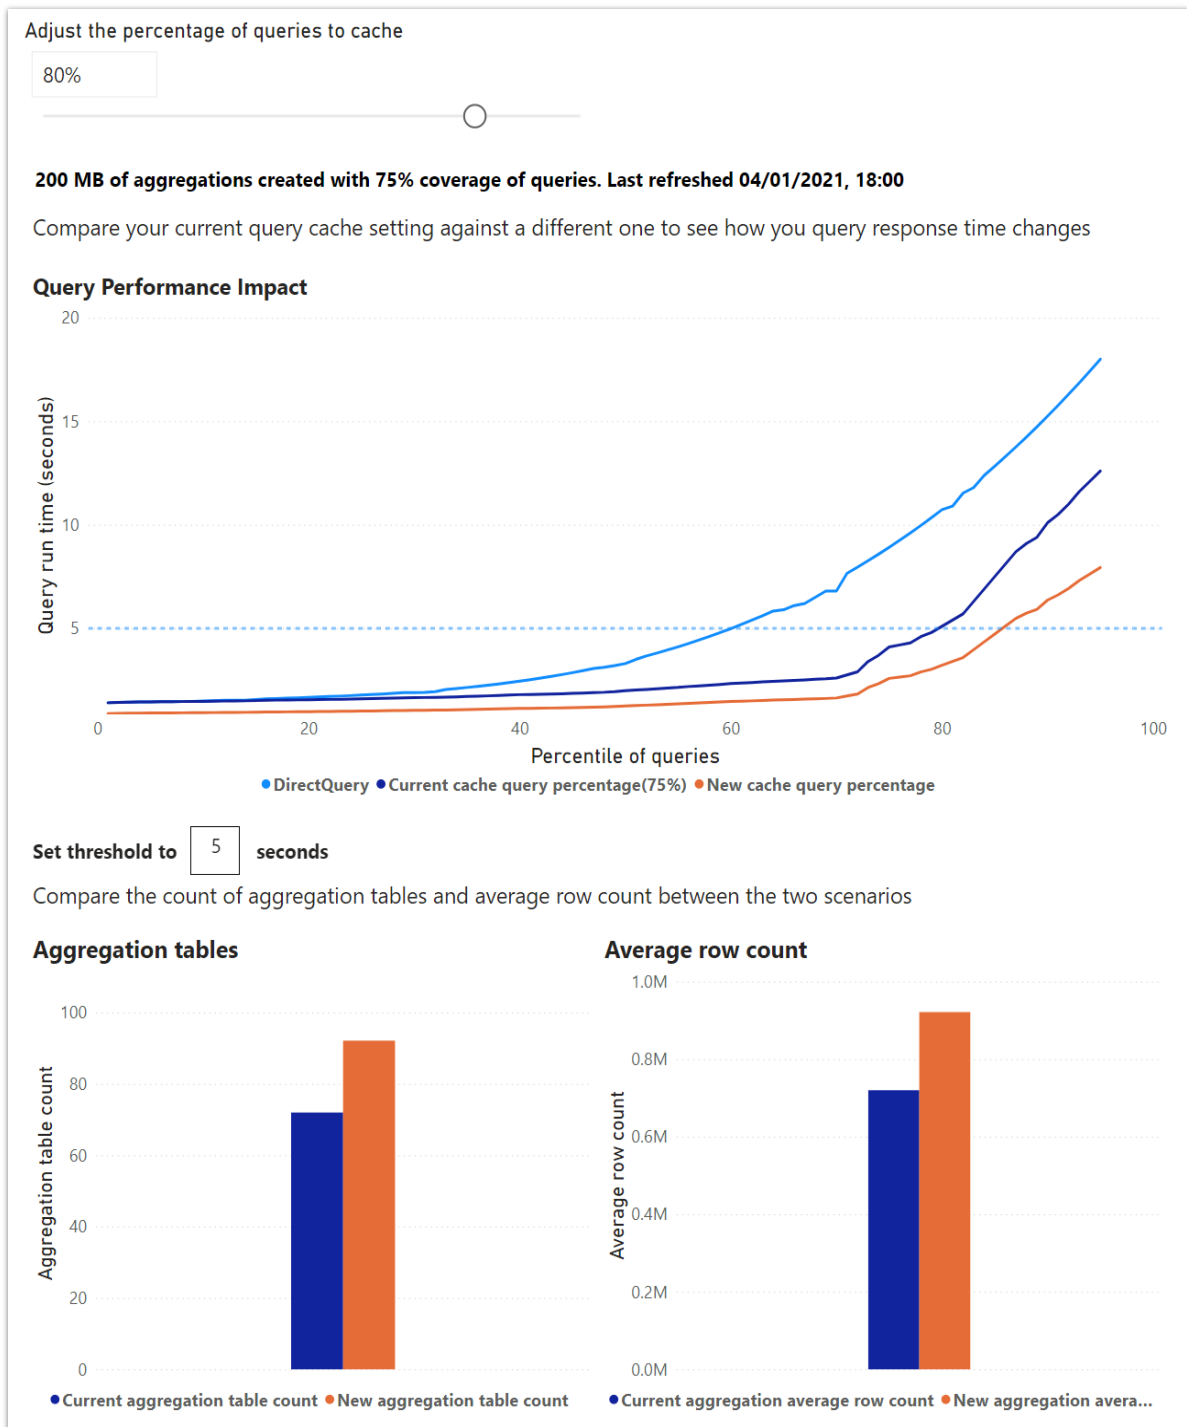 Adjust the percentage of queries to cache
80%
200 MB of aggregations created with 75% coverage of queries. Last refreshed 04/01/2021, 18:00
Compare your current query cache setting against a different one to see how you query response time changes
Query Performance Impact
20
15
10
5
Query run time (seconds)
0 20 40 60 80 100
Percentile of queries
DirectQuery Current cache query percentage(75%) New cache query percentage
Set threshold to 5 seconds
Compare the count of aggregation tables and average row count between the two scenarios
Aggregation tables
100
80
60
40
20
0
Aggregation table count
Current aggregation table count New aggregation table count
Average row count
1.0M
0.8M
0.6M
0.4M
0.2M
0.0M
Average row count
Current aggregation average row count New aggregation avera...